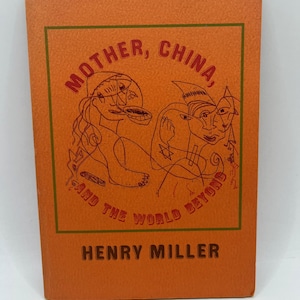 MOTHER, CHINA,
AND THE WORLD BEYOND
HENRY MILLER